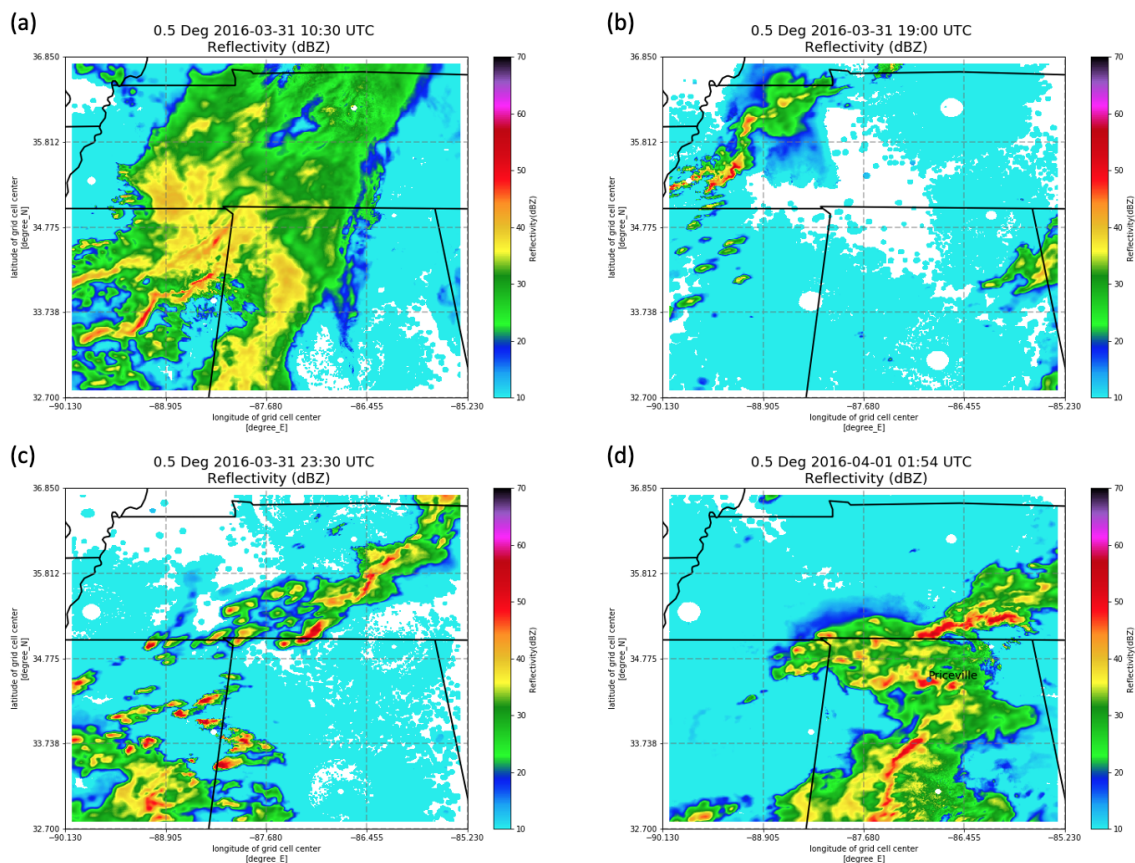 (a)
0.5 Deg 2016-03-31 10:30 UTC
Reflectivity (dBZ)
36.850
35.812
34.775
33.738
32.700
latitude of grid cell center
[degree_N]
−90.130 −88.905 −87.680 −86.455 −85.230
longitude of grid cell center
[degree_E]
70
60
50
40
30
20
10
Reflectivity(dBZ)
(b)
0.5 Deg 2016-03-31 19:00 UTC
Reflectivity (dBZ)
36.850
35.812
34.775
33.738
32.700
latitude of grid cell center
[degree_N]
−90.130 −88.905 −87.680 −86.455 −85.230
longitude of grid cell center
[degree_E]
70
60
50
40
30
20
10
Reflectivity(dBZ)
(c)
0.5 Deg 2016-03-31 23:30 UTC
Reflectivity (dBZ)
36.850
35.812
34.775
33.738
32.700
latitude of grid cell center
[degree_N]
−90.130 −88.905 −87.680 −86.455 −85.230
longitude of grid cell center
[degree_E]
70
60
50
40
30
20
10
Reflectivity(dBZ)
(d)
0.5 Deg 2016-04-01 01:54 UTC
Reflectivity (dBZ)
36.850
35.812
34.775
33.738
32.700
latitude of grid cell center
[degree_N]
Priceville
−90.130 −88.905 −87.680 −86.455 −85.230
longitude of grid cell center
[degree_E]
70
60
50
40
30
20
10
Reflectivity(dBZ)